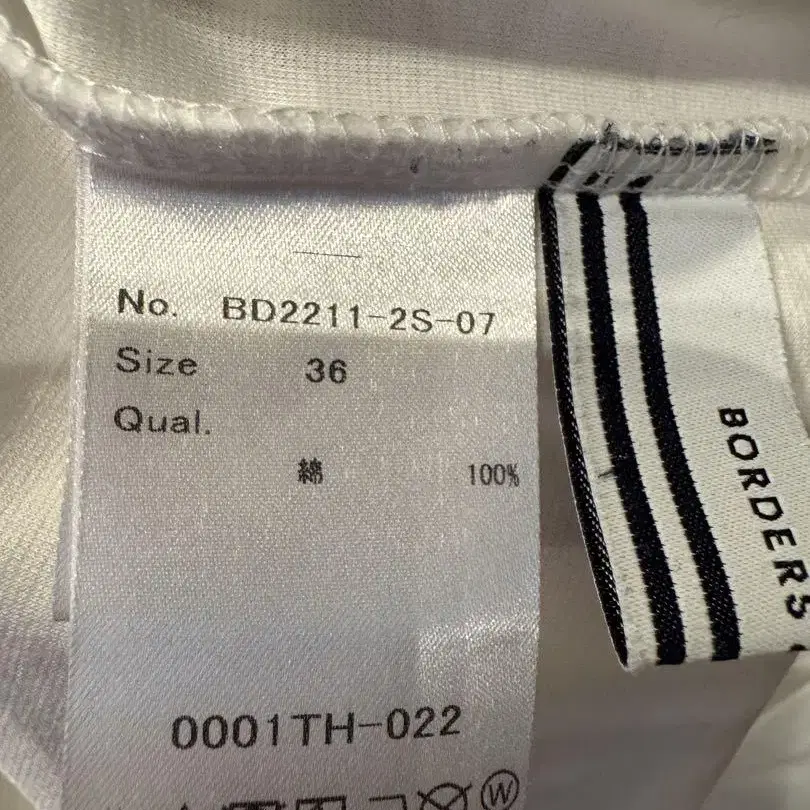 No. BD2211-2S-07
Size 36
Qual.
綿 100%
0001TH-022
W
BORDERS